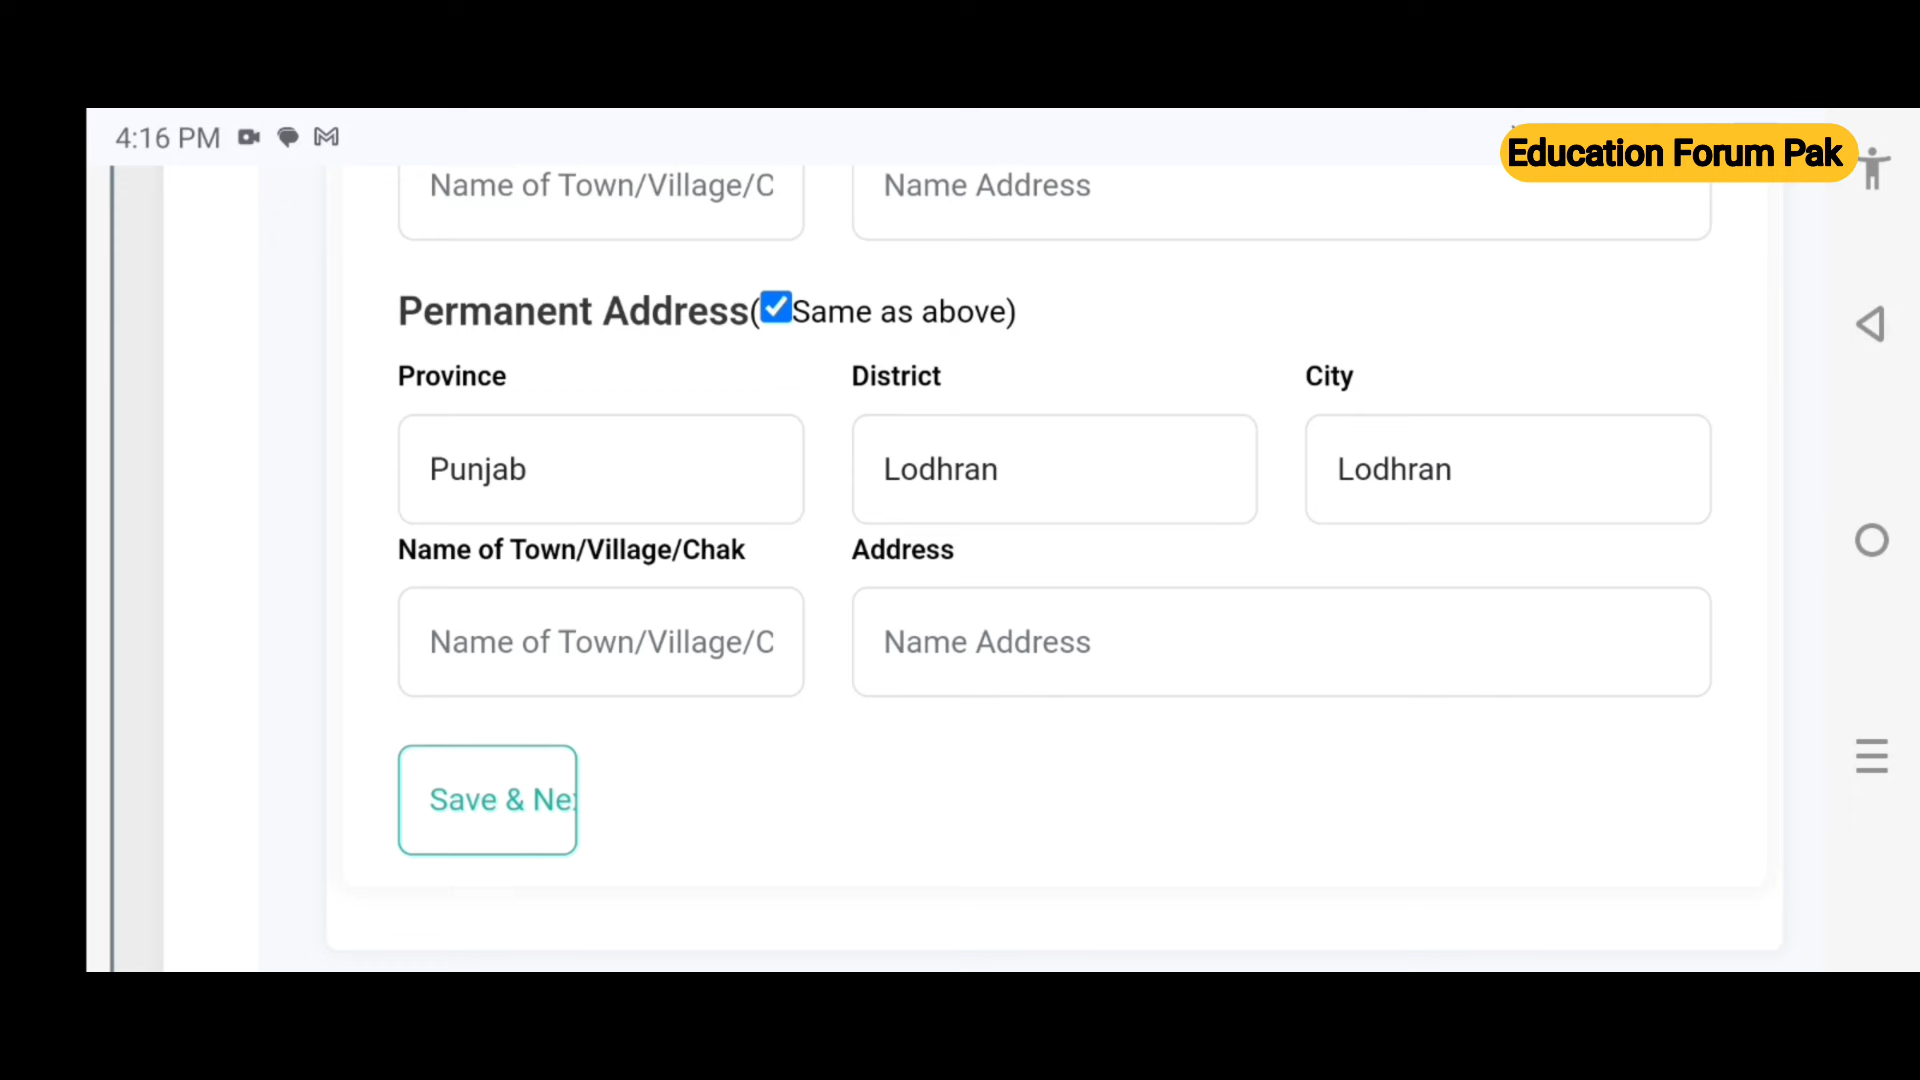 4:16 PM
Education Forum Pak
Name of Town/Village/C
Name Address
Permanent Address(Same as above)
Province
District
City
Punjab
Lodhran
Lodhran
Name of Town/Village/Chak
Address
Name of Town/Village/C
Name Address
Save & Nex